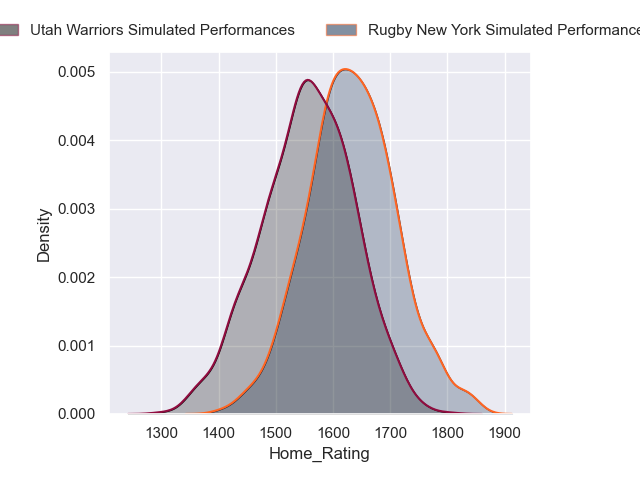 Utah Warriors Simulated Performances
Rugby New York Simulated Performance
0.005
0.004
0.003
0.002
0.001
0.000
Density
1300 1400 1500 1600 1700 1800 1900
Home_Rating